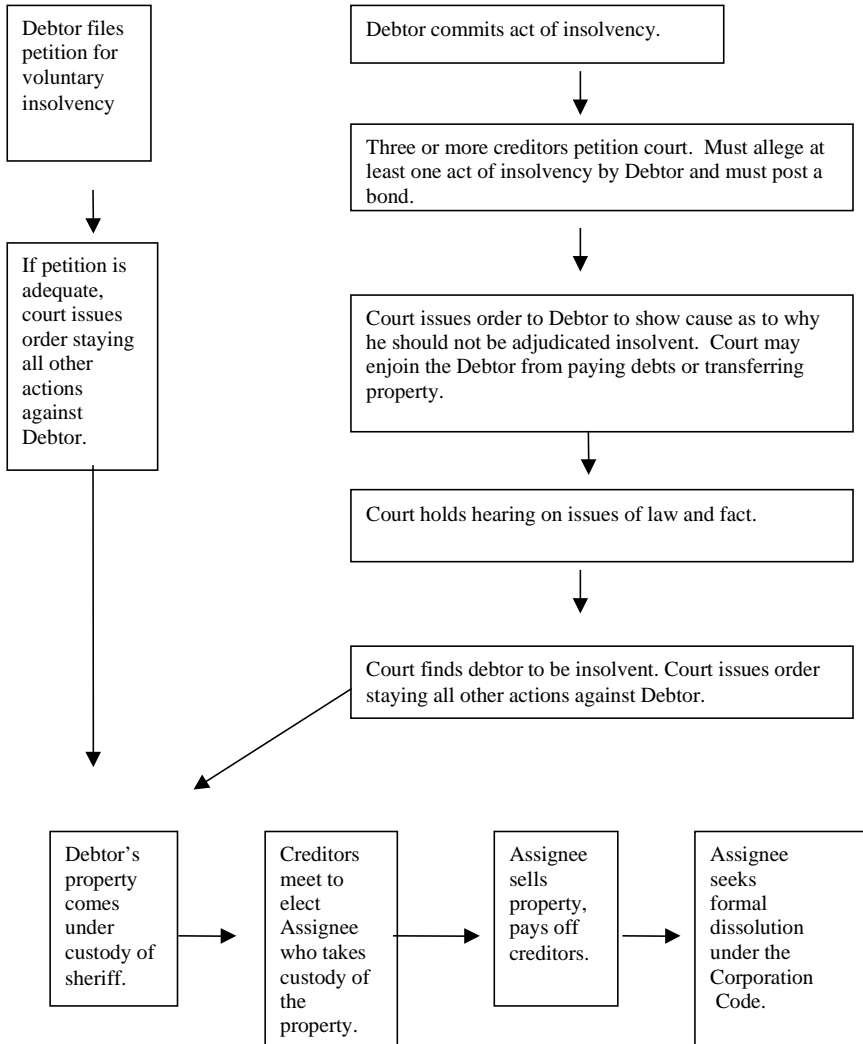 Debtor files
petition for
voluntary
insolvency
If petition is
adequate,
court issues
order staying
all other
actions
against
Debtor.
Debtor commits act of insolvency.
Three or more creditors petition court.  Must allege at
least one act of insolvency by Debtor and must post a
bond.
Court issues order to Debtor to show cause as to why
he should not be adjudicated insolvent.  Court may
enjoin the Debtor from paying debts or transferring
property.
Court holds hearing on issues of law and fact.
Court finds debtor to be insolvent. Court issues order
staying all other actions against Debtor.
Debtor’s
property
comes
under
custody of
sheriff.
Creditors
meet to
elect
Assignee
who takes
custody of
the
property.
Assignee
sells
property,
pays off
creditors.
Assignee
seeks
formal
dissolution
under the
Corporation
Code.